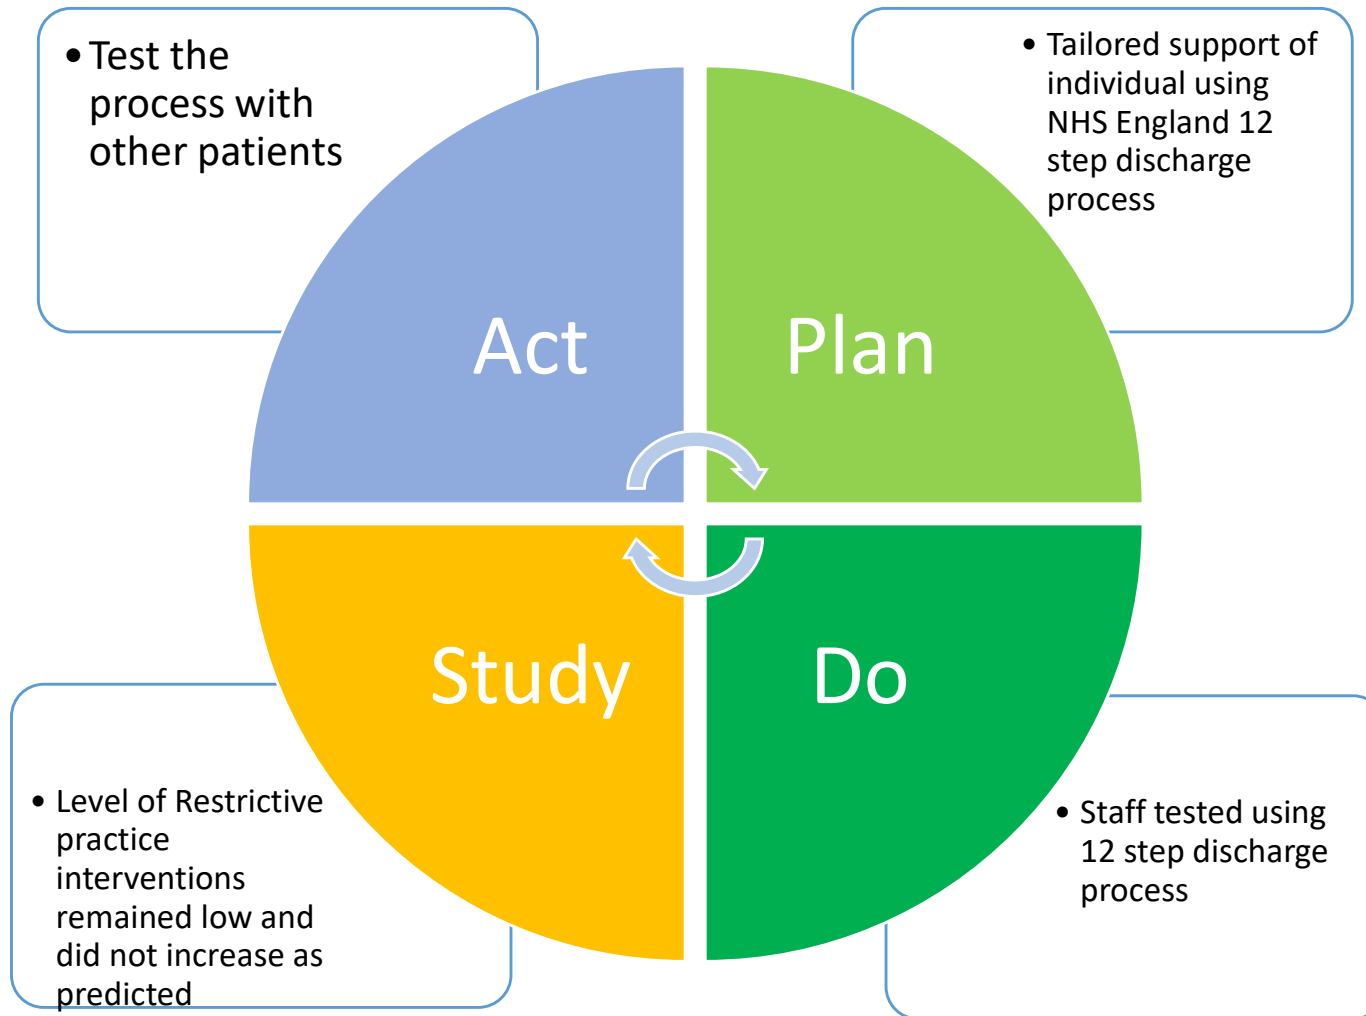 • Test the
process with
other patients
• Tailored support of
individual using
NHS England 12
step discharge
process
Act
Plan
Study
Do
• Level of Restrictive
practice
interventions
remained low and
did not increase as
predicted
• Staff tested using
12 step discharge
process